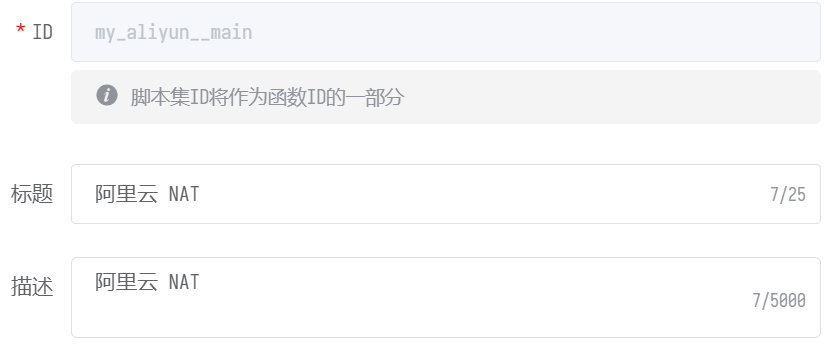 * ID my_aliyun__main
脚本集ID将作为函数ID的一部分
标题 阿里云 NAT 7/25
描述 阿里云 NAT 7/5000